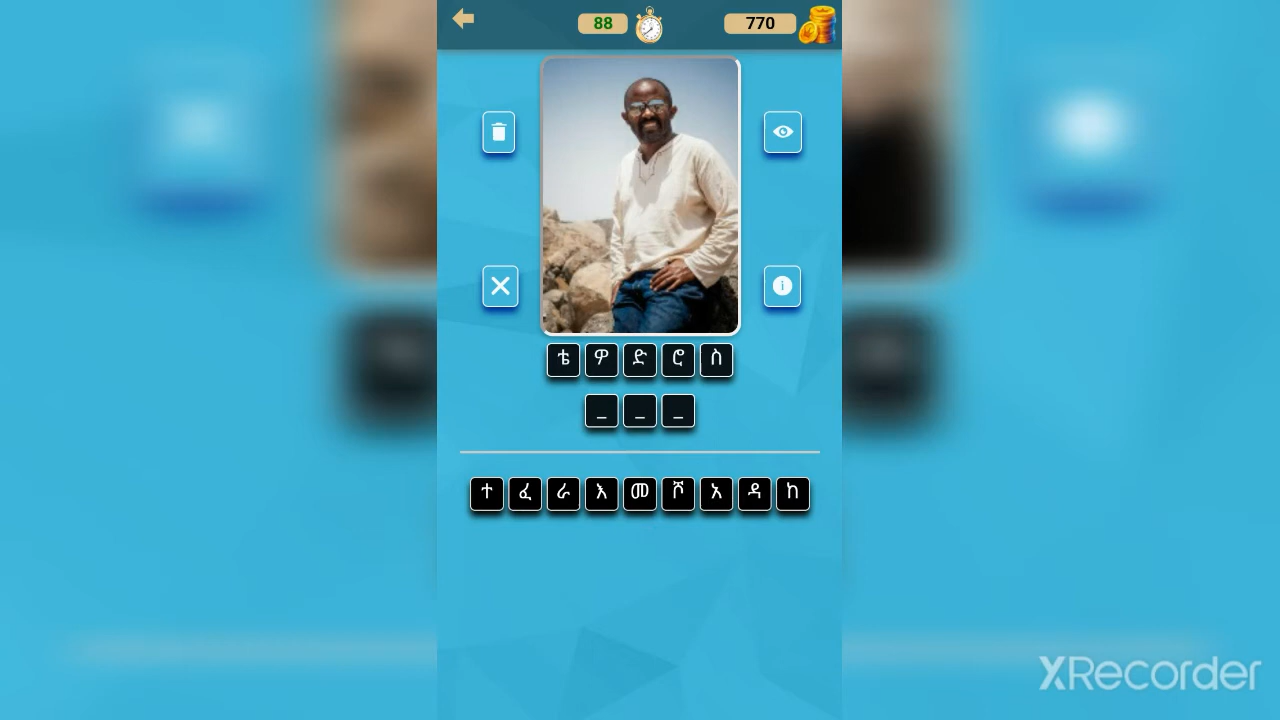 88
770
ቴ ዎ ድ ሮ ስ
_ _ _
ተ ፈ ራ እ መ ሾ አ ዳ ከ
XRecorder